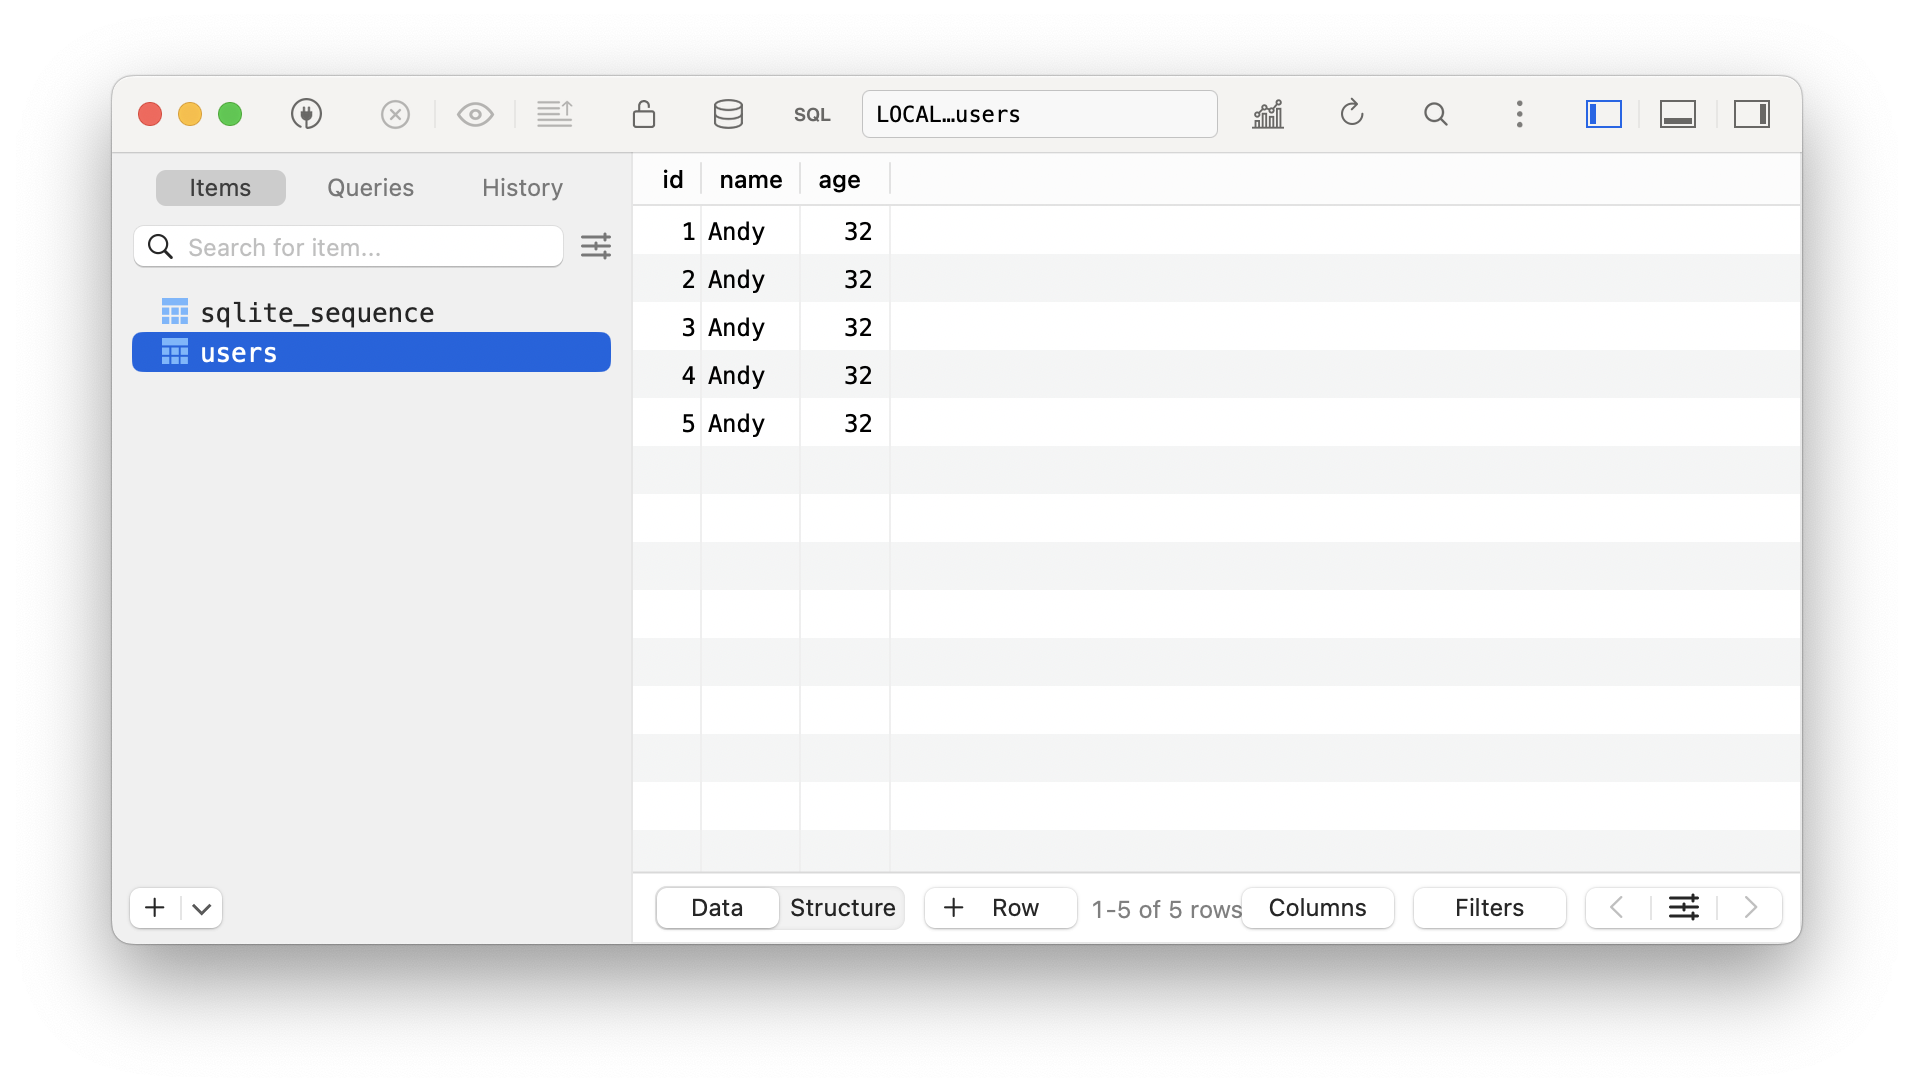 SQL LOCAL…users
Items Queries History
Search for item...
sqlite_sequence
users
id name age
1 Andy 32
2 Andy 32
3 Andy 32
4 Andy 32
5 Andy 32
Data Structure + Row 1-5 of 5 rows Columns Filters